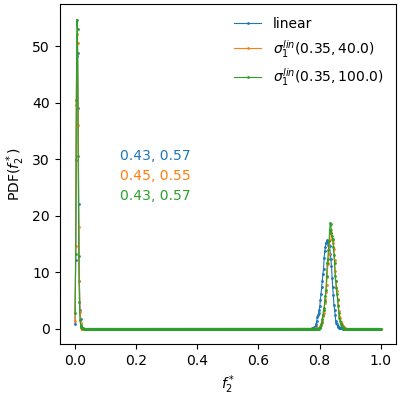 linear
σ₁ˡⁱⁿ(0.35, 40.0)
σ₁ˡⁱⁿ(0.35, 100.0)
50
40
PDF(f₂*)
30
0.43, 0.57
0.45, 0.55
0.43, 0.57
20
10
0
0.0 0.2 0.4 0.6 0.8 1.0
f₂*